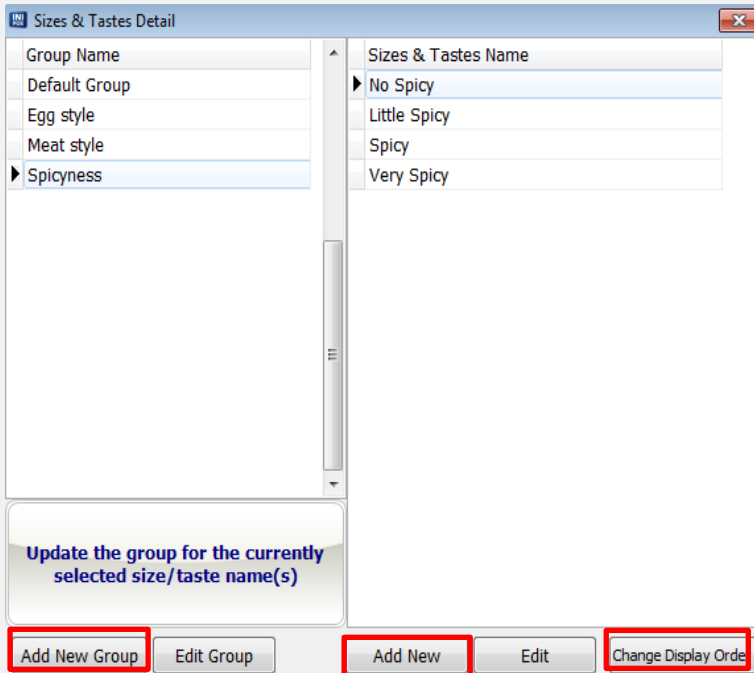 INI
POS
Sizes & Tastes Detail
Group Name
Default Group
Egg style
Meat style
Spicyness
Sizes & Tastes Name
No Spicy
Little Spicy
Spicy
Very Spicy
Update the group for the currently
selected size/taste name(s)
Add New Group
Edit Group
Add New
Edit
Change Display Orde